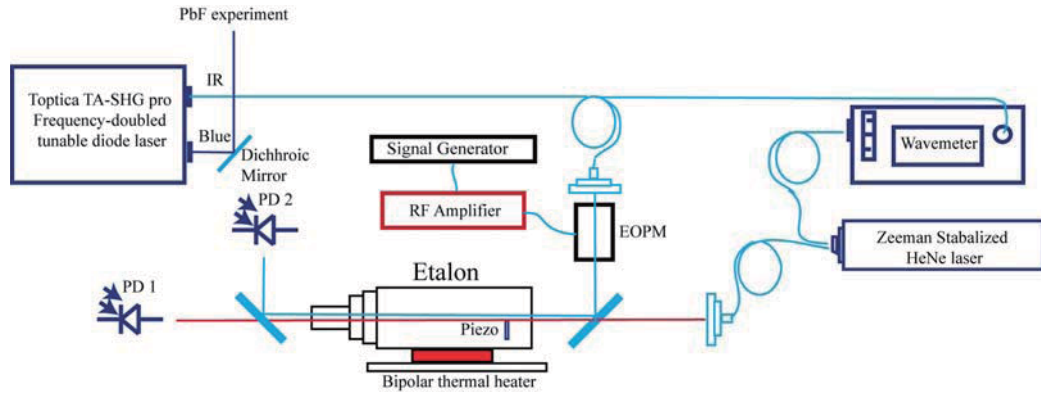 PbF experiment
IR
Toptica TA-SHG pro
Frequency-doubled
tunable diode laser
Blue
Dichhroic
Mirror
Signal Generator
Wavemeter
PD 2
RF Amplifier
EOPM
Zeeman Stabalized
HeNe laser
Etalon
PD 1
Piezo
Bipolar thermal heater